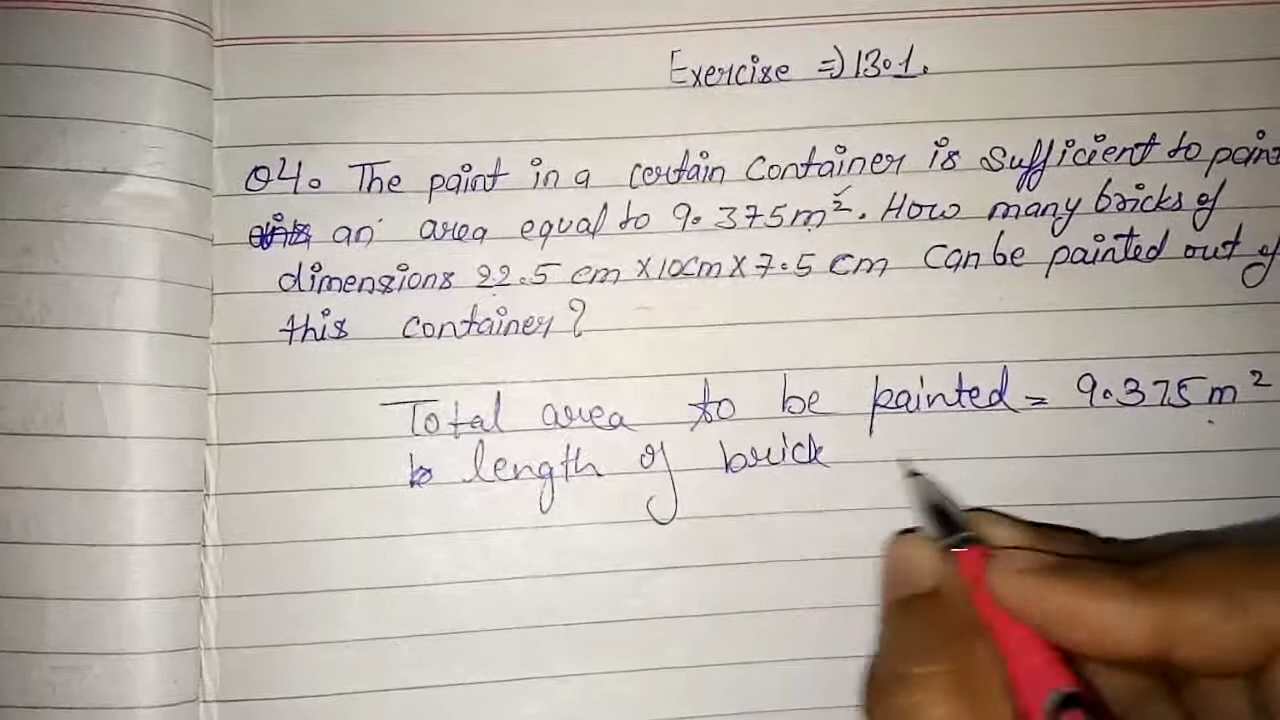 Exercise => 13.1.
Q4. The paint in a certain Container is Sufficient to paint
an area equal to 9.375m². How many bricks of
dimensions 22.5 cm x10cm x 7.5 cm can be painted out of
this container?
Total area to be painted = 9.375m²
length of brick